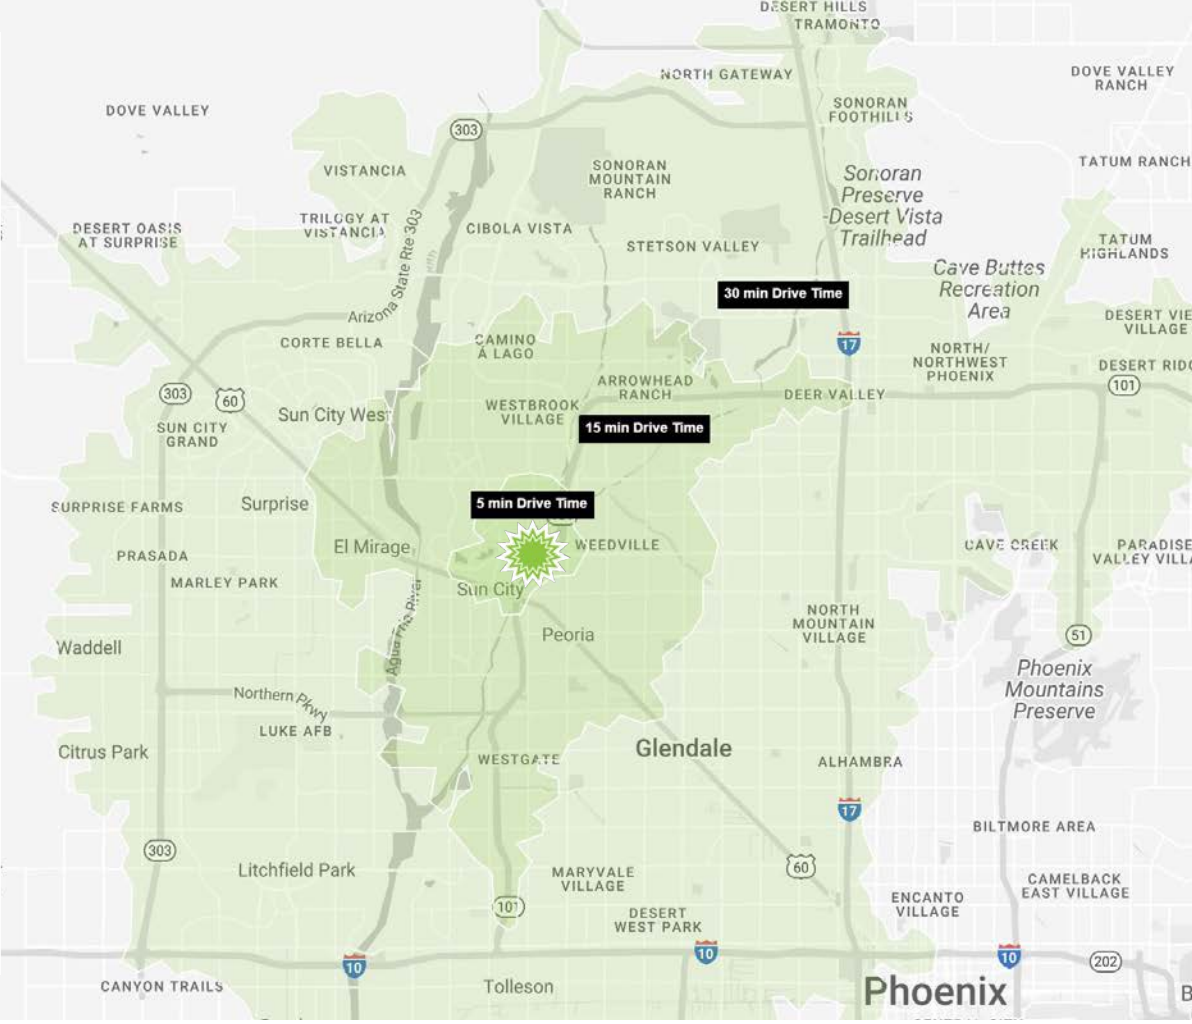 DESERT HILLS
TRAMONTO
NORTH GATEWAY
DOVE VALLEY
RANCH
DOVE VALLEY
SONORAN
FOOTHILLS
303
SONORAN
MOUNTAIN
RANCH
TATUM RANCH
VISTANCIA
Sonoran
Preserve
-Desert Vista
Trailhead
TRILOGY AT
VISTANCIA
DESERT OASIS
AT SURPRISE
CIBOLA VISTA
STETSON VALLEY
TATUM
HIGHLANDS
Arizona State Rte 303
Cave Buttes
Recreation
Area
30 min Drive Time
DESERT VIE
VILLAGE
CORTE BELLA
CAMINO
Á LAGO
17
NORTH/
NORTHWEST
PHOENIX
DESERT RIDG
101
303
60
ARROWHEAD
RANCH
DEER VALLEY
Sun City West
WESTBROOK
VILLAGE
15 min Drive Time
SUN CITY
GRAND
SURPRISE FARMS
Surprise
5 min Drive Time
El Mirage
WEEDVILLE
CAVE CREEK
PARADISE
VALLEY VILLA
PRASADA
MARLEY PARK
Sun City
Agua Fria River
Peoria
NORTH
MOUNTAIN
VILLAGE
51
Waddell
Phoenix
Mountains
Preserve
Northern Pkwy
LUKE AFB
Citrus Park
WESTGATE
Glendale
ALHAMBRA
17
BILTMORE AREA
303
Litchfield Park
MARYVALE
VILLAGE
60
CAMELBACK
EAST VILLAGE
ENCANTO
VILLAGE
101
DESERT
WEST PARK
10
10
10
202
CANYON TRAILS
Tolleson
Phoenix
B